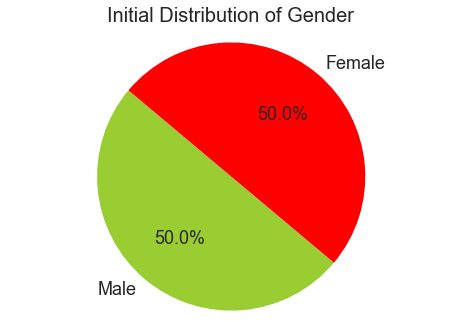 Initial Distribution of Gender
Female
50.0%
50.0%
Male